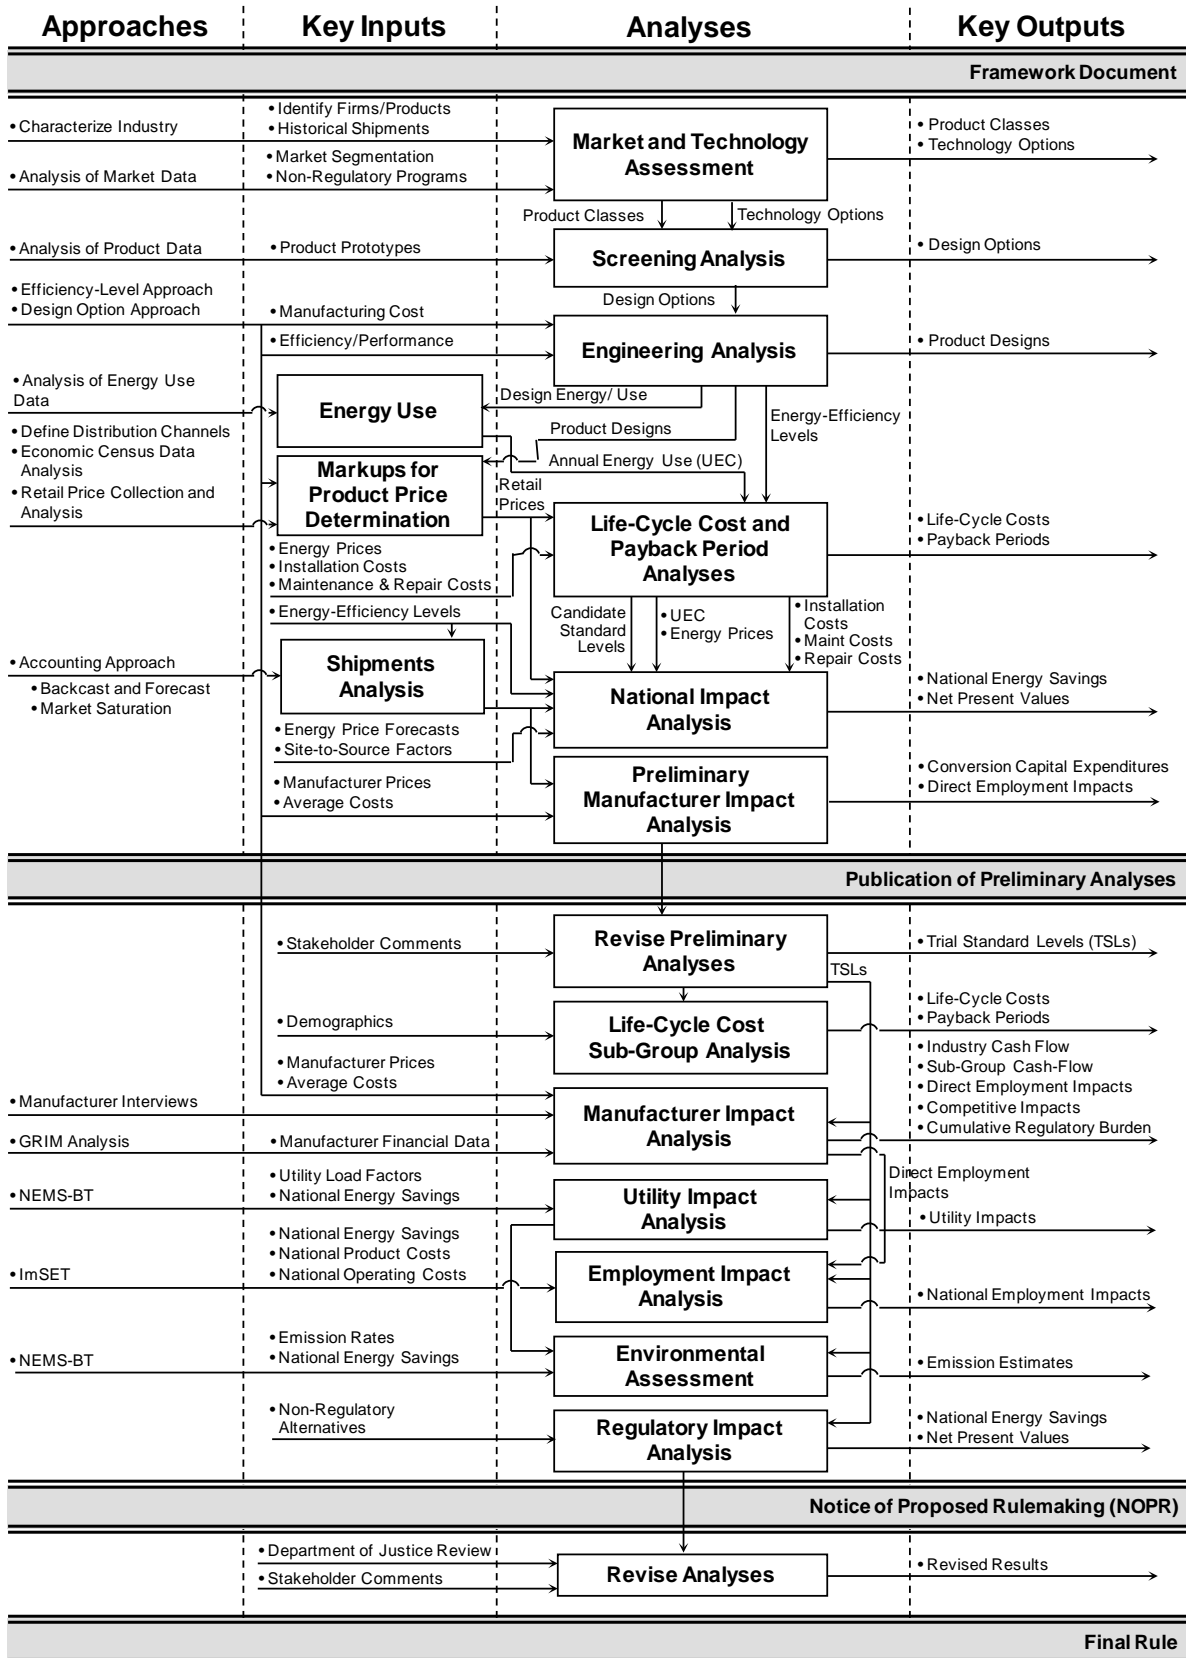 Approaches
Key Inputs
Analyses
Key Outputs
Framework Document
• Characterize Industry
• Identify Firms/Products
• Historical Shipments
Market and Technology
Assessment
• Product Classes
• Technology Options
• Analysis of Market Data
• Market Segmentation
• Non-Regulatory Programs
Product Classes
Technology Options
• Analysis of Product Data
• Product Prototypes
Screening Analysis
• Design Options
• Efficiency-Level Approach
• Design Option Approach
Design Options
• Manufacturing Cost
• Efficiency/Performance
Engineering Analysis
• Product Designs
• Analysis of Energy Use
Data
Energy Use
Design Energy/ Use
Energy-Efficiency
Levels
• Define Distribution Channels
• Economic Census Data
Analysis
• Retail Price Collection and
Analysis
Product Designs
Annual Energy Use (UEC)
Markups for
Product Price
Determination
Retail
Prices
Life-Cycle Cost and
Payback Period
Analyses
• Life-Cycle Costs
• Payback Periods
• Energy Prices
• Installation Costs
• Maintenance & Repair Costs
• Energy-Efficiency Levels
Candidate
Standard
Levels
• UEC
• Energy Prices
• Installation
Costs
• Maint Costs
• Repair Costs
• Accounting Approach
• Backcast and Forecast
• Market Saturation
Shipments
Analysis
National Impact
Analysis
• National Energy Savings
• Net Present Values
• Energy Price Forecasts
• Site-to-Source Factors
• Manufacturer Prices
• Average Costs
Preliminary
Manufacturer Impact
Analysis
• Conversion Capital Expenditures
• Direct Employment Impacts
Publication of Preliminary Analyses
• Stakeholder Comments
Revise Preliminary
Analyses
• Trial Standard Levels (TSLs)
TSLs
• Demographics
Life-Cycle Cost
Sub-Group Analysis
• Life-Cycle Costs
• Payback Periods
• Manufacturer Prices
• Average Costs
• Industry Cash Flow
• Sub-Group Cash-Flow
• Direct Employment Impacts
• Competitive Impacts
• Cumulative Regulatory Burden
• Manufacturer Interviews
• GRIM Analysis
• Manufacturer Financial Data
Manufacturer Impact
Analysis
Direct Employment
Impacts
• NEMS-BT
• Utility Load Factors
• National Energy Savings
Utility Impact
Analysis
• Utility Impacts
• ImSET
• National Energy Savings
• National Product Costs
• National Operating Costs
Employment Impact
Analysis
• National Employment Impacts
• NEMS-BT
• Emission Rates
• National Energy Savings
Environmental
Assessment
• Emission Estimates
• Non-Regulatory
Alternatives
Regulatory Impact
Analysis
• National Energy Savings
• Net Present Values
Notice of Proposed Rulemaking (NOPR)
• Department of Justice Review
• Stakeholder Comments
Revise Analyses
• Revised Results
Final Rule